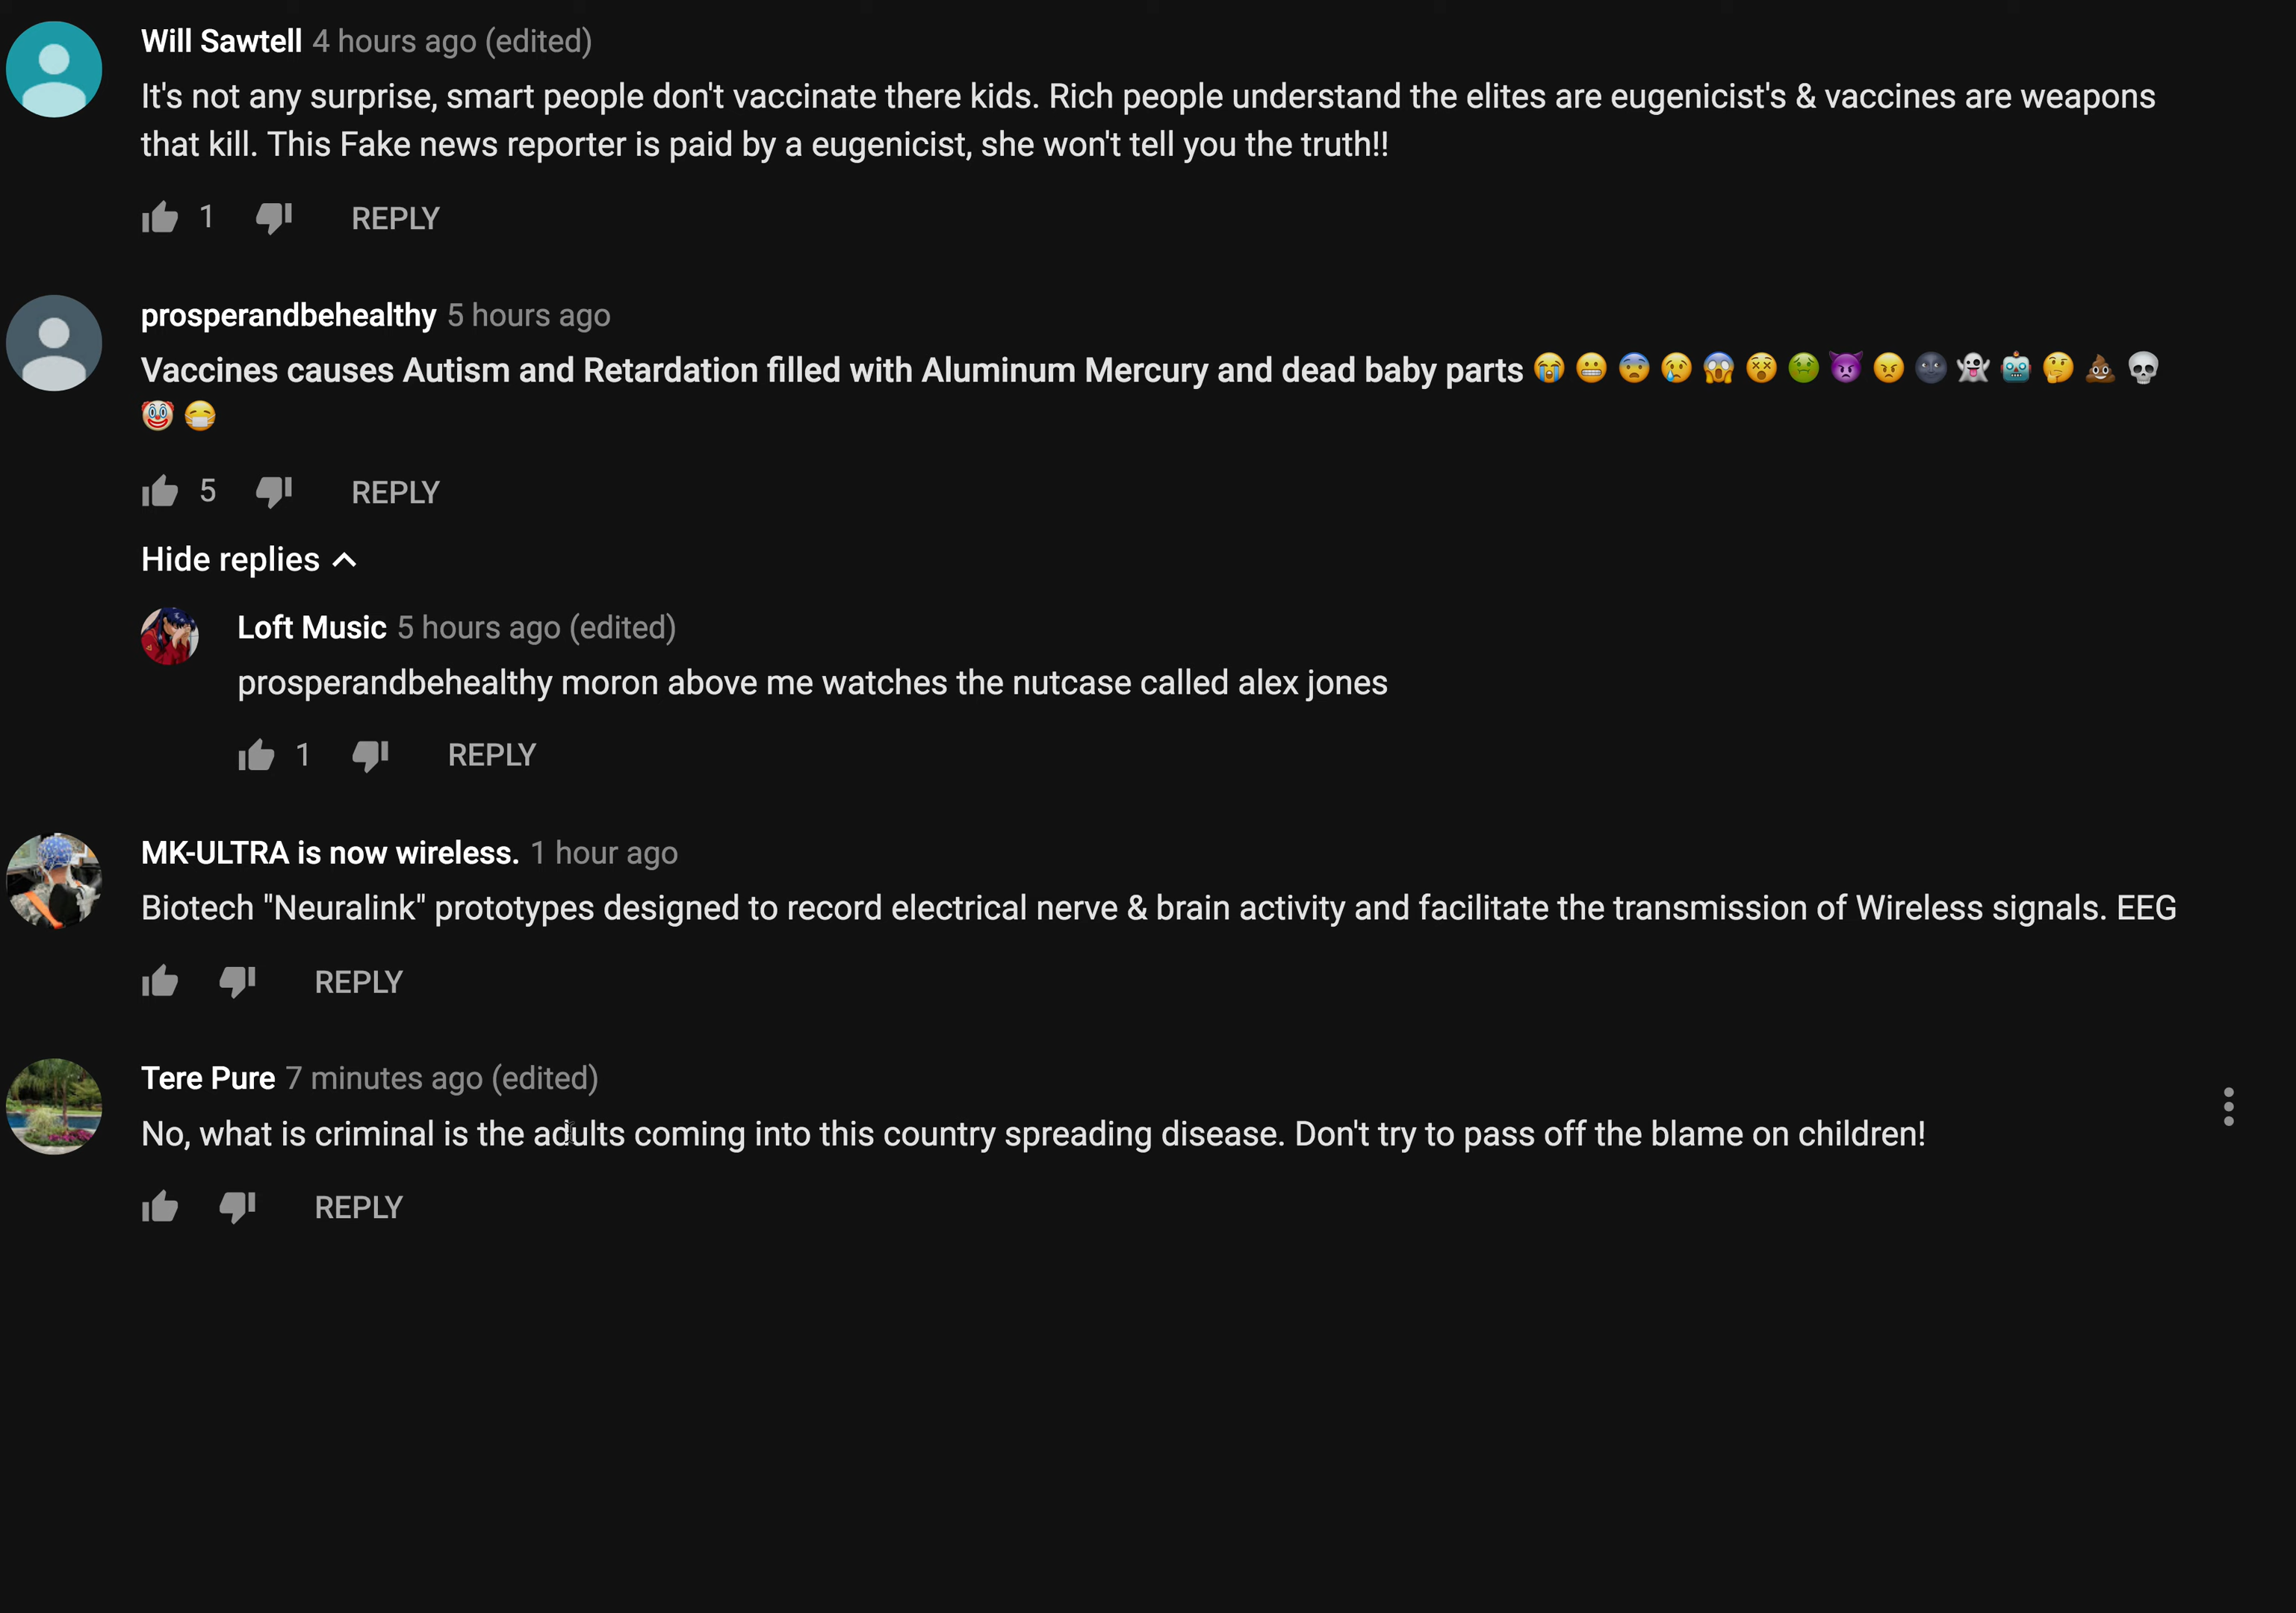 Will Sawtell 4 hours ago (edited)
It's not any surprise, smart people don't vaccinate there kids. Rich people understand the elites are eugenicist's & vaccines are weapons
that kill. This Fake news reporter is paid by a eugenicist, she won't tell you the truth!!
1 REPLY
prosperandbehealthy 5 hours ago
Vaccines causes Autism and Retardation filled with Aluminum Mercury and dead baby parts 😭 😬 😨 😢 😱 😵 🤢 👿 😠 🌚 👻 🤖 🤔 💩 💀
🤡 😷
5 REPLY
Hide replies
Loft Music 5 hours ago (edited)
prosperandbehealthy moron above me watches the nutcase called alex jones
1 REPLY
MK-ULTRA is now wireless. 1 hour ago
Biotech "Neuralink" prototypes designed to record electrical nerve & brain activity and facilitate the transmission of Wireless signals. EEG
REPLY
Tere Pure 7 minutes ago (edited)
No, what is criminal is the adults coming into this country spreading disease. Don't try to pass off the blame on children!
REPLY